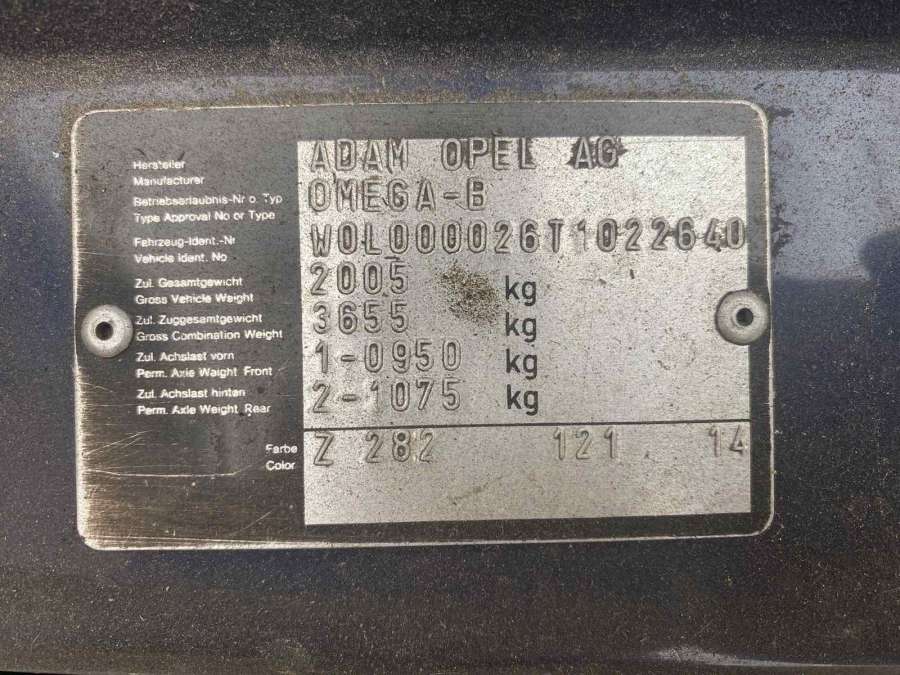 Hersteller
Manufacturer
ADAM OPEL AG
Betriebserlaubnis-Nr o. Typ
Type Approval No or Type
OMEGA-B
Fahrzeug-Ident.-Nr
Vehicle Ident. No
W0L000026T1022640
Zul. Gesamtgewicht
Gross Vehicle Weight
2005 kg
Zul. Zuggesamtgewicht
Gross Combination Weight
3655 kg
Zul. Achslast vorn
Perm. Axle Waight Front
1-0950 kg
Zul. Achslast hinten
Perm. Axle Weight Rear
2-1075 kg
Farbe
Color
Z 282 121 14